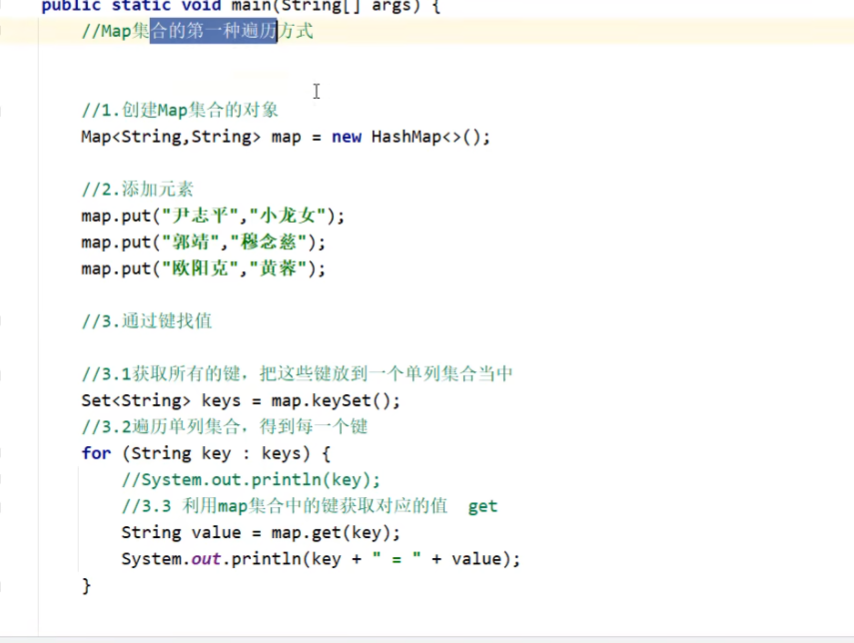 public static void main(String[] args) {
//Map集合的第一种遍历方式
//1.创建Map集合的对象
Map<String,String> map = new HashMap<>();
//2.添加元素
map.put("尹志平","小龙女");
map.put("郭靖","穆念慈");
map.put("欧阳克","黄蓉");
//3.通过键找值
//3.1获取所有的键，把这些键放到一个单列集合当中
Set<String> keys = map.keySet();
//3.2遍历单列集合，得到每一个键
for (String key : keys) {
//System.out.println(key);
//3.3 利用map集合中的键获取对应的值  get
String value = map.get(key);
System.out.println(key + " = " + value);
}